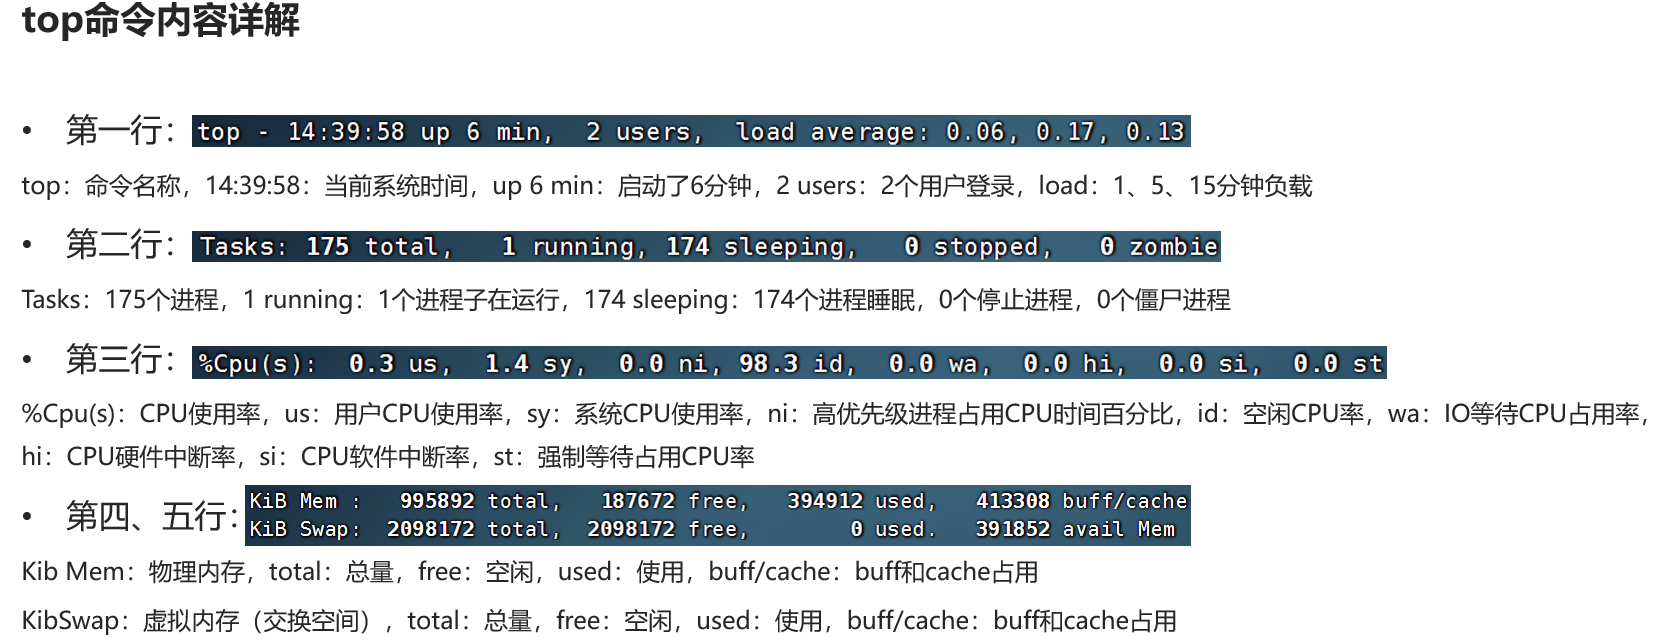 top命令内容详解
• 第一行：top - 14:39:58 up 6 min,  2 users,  load average: 0.06, 0.17, 0.13
top：命令名称，14:39:58：当前系统时间，up 6 min：启动了6分钟，2 users：2个用户登录，load：1、5、15分钟负载
• 第二行：Tasks: 175 total,   1 running, 174 sleeping,   0 stopped,   0 zombie
Tasks：175个进程，1 running：1个进程子在运行，174 sleeping：174个进程睡眠，0个停止进程，0个僵尸进程
• 第三行：%Cpu(s):  0.3 us,  1.4 sy,  0.0 ni, 98.3 id,  0.0 wa,  0.0 hi,  0.0 si,  0.0 st
%Cpu(s)：CPU使用率，us：用户CPU使用率，sy：系统CPU使用率，ni：高优先级进程占用CPU时间百分比，id：空闲CPU率，wa：IO等待CPU占用率，
hi：CPU硬件中断率，si：CPU软件中断率，st：强制等待占用CPU率
• 第四、五行：KiB Mem :   995892 total,   187672 free,   394912 used,   413308 buff/cache
KiB Swap:  2098172 total,  2098172 free,        0 used.   391852 avail Mem
Kib Mem：物理内存，total：总量，free：空闲，used：使用，buff/cache：buff和cache占用
KibSwap：虚拟内存（交换空间），total：总量，free：空闲，used：使用，buff/cache：buff和cache占用